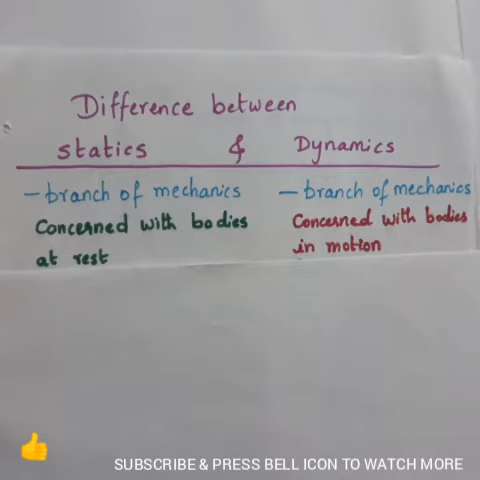 Difference between
statics & Dynamics
— branch of mechanics — branch of mechanics
Concerned with bodies Concerned with bodies
at rest in motion
SUBSCRIBE & PRESS BELL ICON TO WATCH MORE